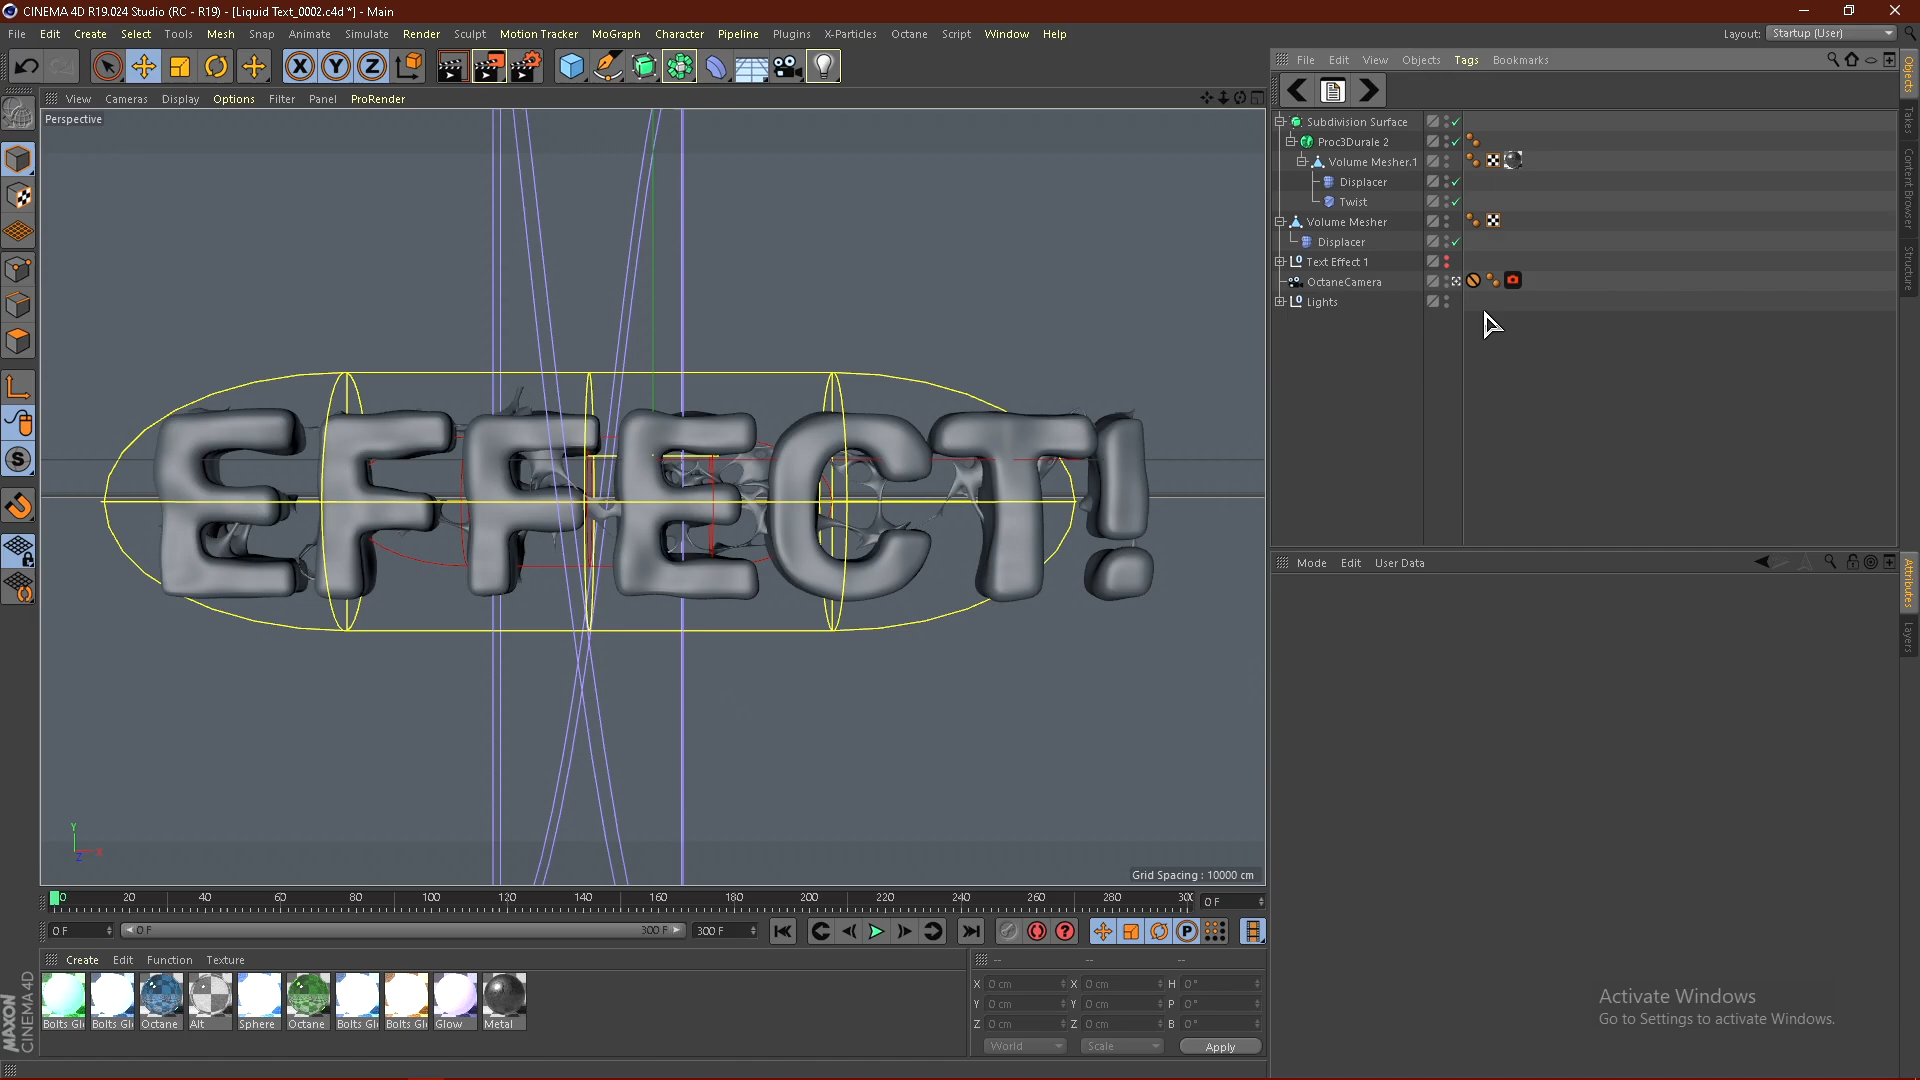 CINEMA 4D R19.024 Studio (RC - R19) - [Liquid Text_0002.c4d *] - Main
File Edit Create Select Tools Mesh Snap Animate Simulate Render Sculpt Motion Tracker MoGraph Character Pipeline Plugins X-Particles Octane Script Window Help
Layout: Startup (User)
View Cameras Display Options Filter Panel ProRender
Perspective
EFFECT!
Y
X
Z
Grid Spacing : 10000 cm
File Edit View Objects Tags Bookmarks
Subdivision Surface
Proc3Durale 2
Volume Mesher.1
Displacer
Twist
Volume Mesher
Displacer
Text Effect 1
OctaneCamera
Lights
Objects
Takes
Content Browser
Structure
Mode Edit User Data
Attributes
Layers
0 20 40 60 80 100 120 140 160 180 200 220 240 260 280 300 0 F
0 F 0 F 300 F 300 F
Create Edit Function Texture
Bolts Gl Bolts Gl Octane Alt Sphere Octane Bolts Gl Bolts Gl Glow Metal
-- -- --
X 0 cm X 0 cm H 0°
Y 0 cm Y 0 cm P 0°
Z 0 cm Z 0 cm B 0°
World Scale Apply
MAXON
CINEMA 4D
Activate Windows
Go to Settings to activate Windows.